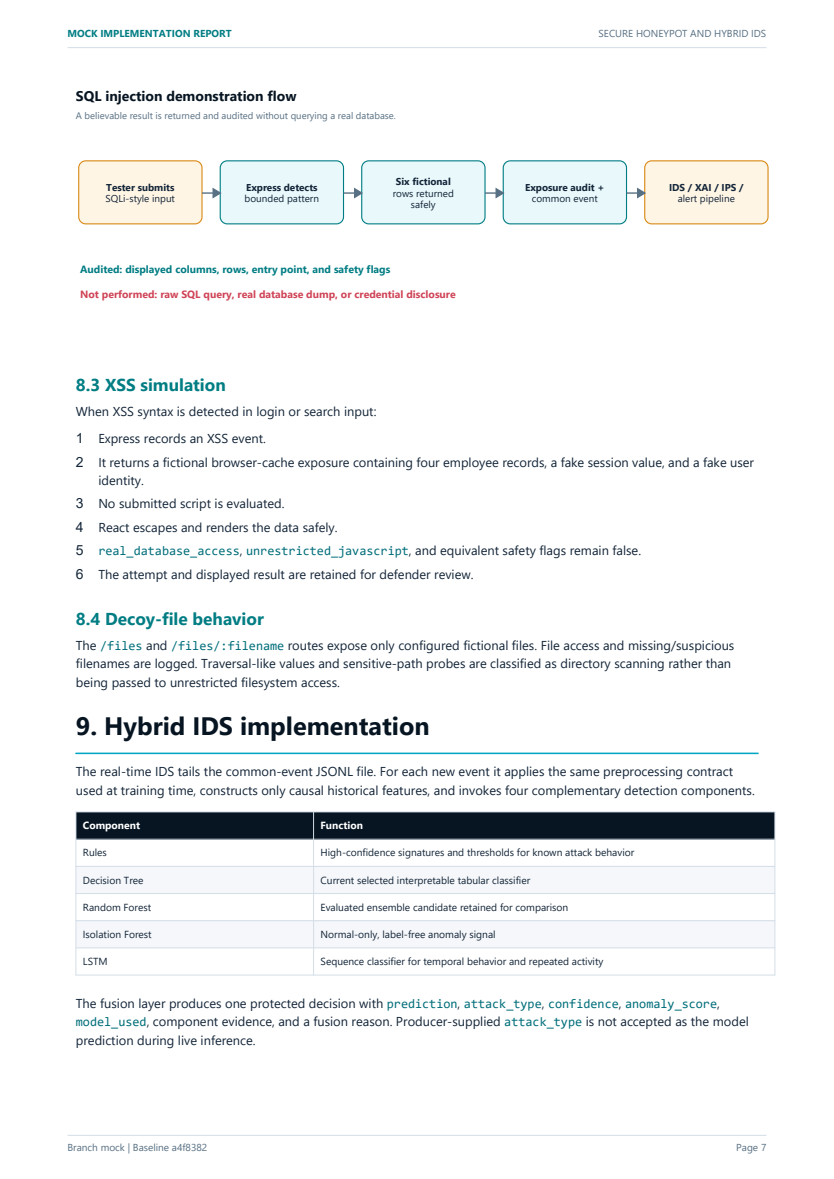 MOCK IMPLEMENTATION REPORT
SECURE HONEYPOT AND HYBRID IDS
SQL injection demonstration flow
A believable result is returned and audited without querying a real database.
Tester submits
SQLi-style input
Express detects
bounded pattern
Six fictional
rows returned
safely
Exposure audit +
common event
IDS / XAI / IPS /
alert pipeline
Audited: displayed columns, rows, entry point, and safety flags
Not performed: raw SQL query, real database dump, or credential disclosure
8.3 XSS simulation
When XSS syntax is detected in login or search input:
1 Express records an XSS event.
2 It returns a fictional browser-cache exposure containing four employee records, a fake session value, and a fake user
identity.
3 No submitted script is evaluated.
4 React escapes and renders the data safely.
5 real_database_access, unrestricted_javascript, and equivalent safety flags remain false.
6 The attempt and displayed result are retained for defender review.
8.4 Decoy-file behavior
The /files and /files/:filename routes expose only configured fictional files. File access and missing/suspicious
filenames are logged. Traversal-like values and sensitive-path probes are classified as directory scanning rather than
being passed to unrestricted filesystem access.
9. Hybrid IDS implementation
The real-time IDS tails the common-event JSONL file. For each new event it applies the same preprocessing contract
used at training time, constructs only causal historical features, and invokes four complementary detection components.
Component Function
Rules High-confidence signatures and thresholds for known attack behavior
Decision Tree Current selected interpretable tabular classifier
Random Forest Evaluated ensemble candidate retained for comparison
Isolation Forest Normal-only, label-free anomaly signal
LSTM Sequence classifier for temporal behavior and repeated activity
The fusion layer produces one protected decision with prediction, attack_type, confidence, anomaly_score,
model_used, component evidence, and a fusion reason. Producer-supplied attack_type is not accepted as the model
prediction during live inference.
Branch mock | Baseline a4f8382
Page 7